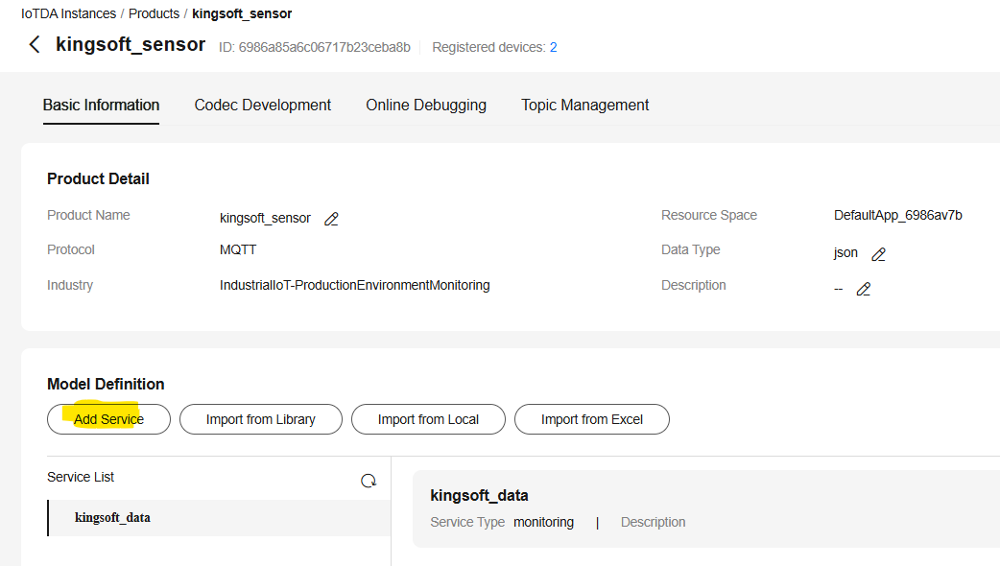 IoTDA Instances / Products / kingsoft_sensor
kingsoft_sensor ID: 6986a85a6c06717b23ceba8b Registered devices: 2
Basic Information Codec Development Online Debugging Topic Management
Product Detail
Product Name kingsoft_sensor Resource Space DefaultApp_6986av7b
Protocol MQTT Data Type json
Industry IndustrialIoT-ProductionEnvironmentMonitoring Description --
Model Definition
Add Service Import from Library Import from Local Import from Excel
Service List
kingsoft_data
kingsoft_data
Service Type monitoring | Description